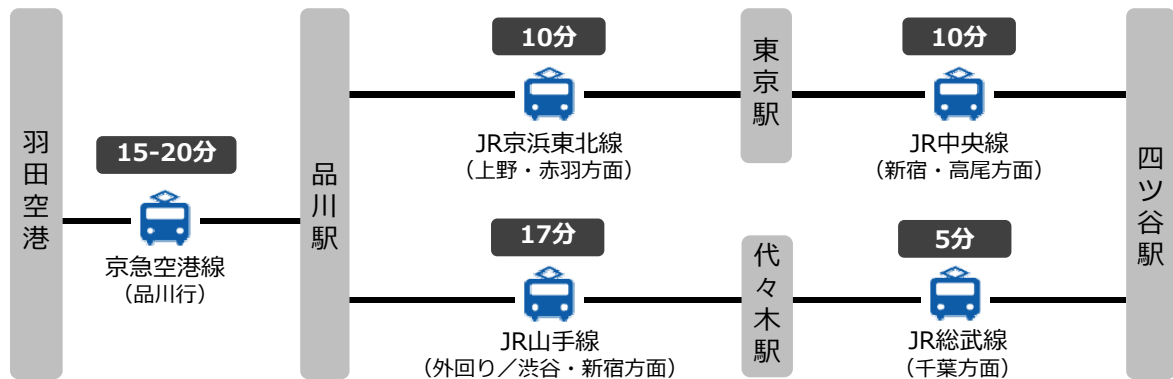 羽田空港
15-20分
京急空港線
（品川行）
品川駅
10分
JR京浜東北線
（上野・赤羽方面）
東京駅
10分
JR中央線
（新宿・高尾方面）
17分
JR山手線
（外回り／渋谷・新宿方面）
代々木駅
5分
JR総武線
（千葉方面）
四ツ谷駅